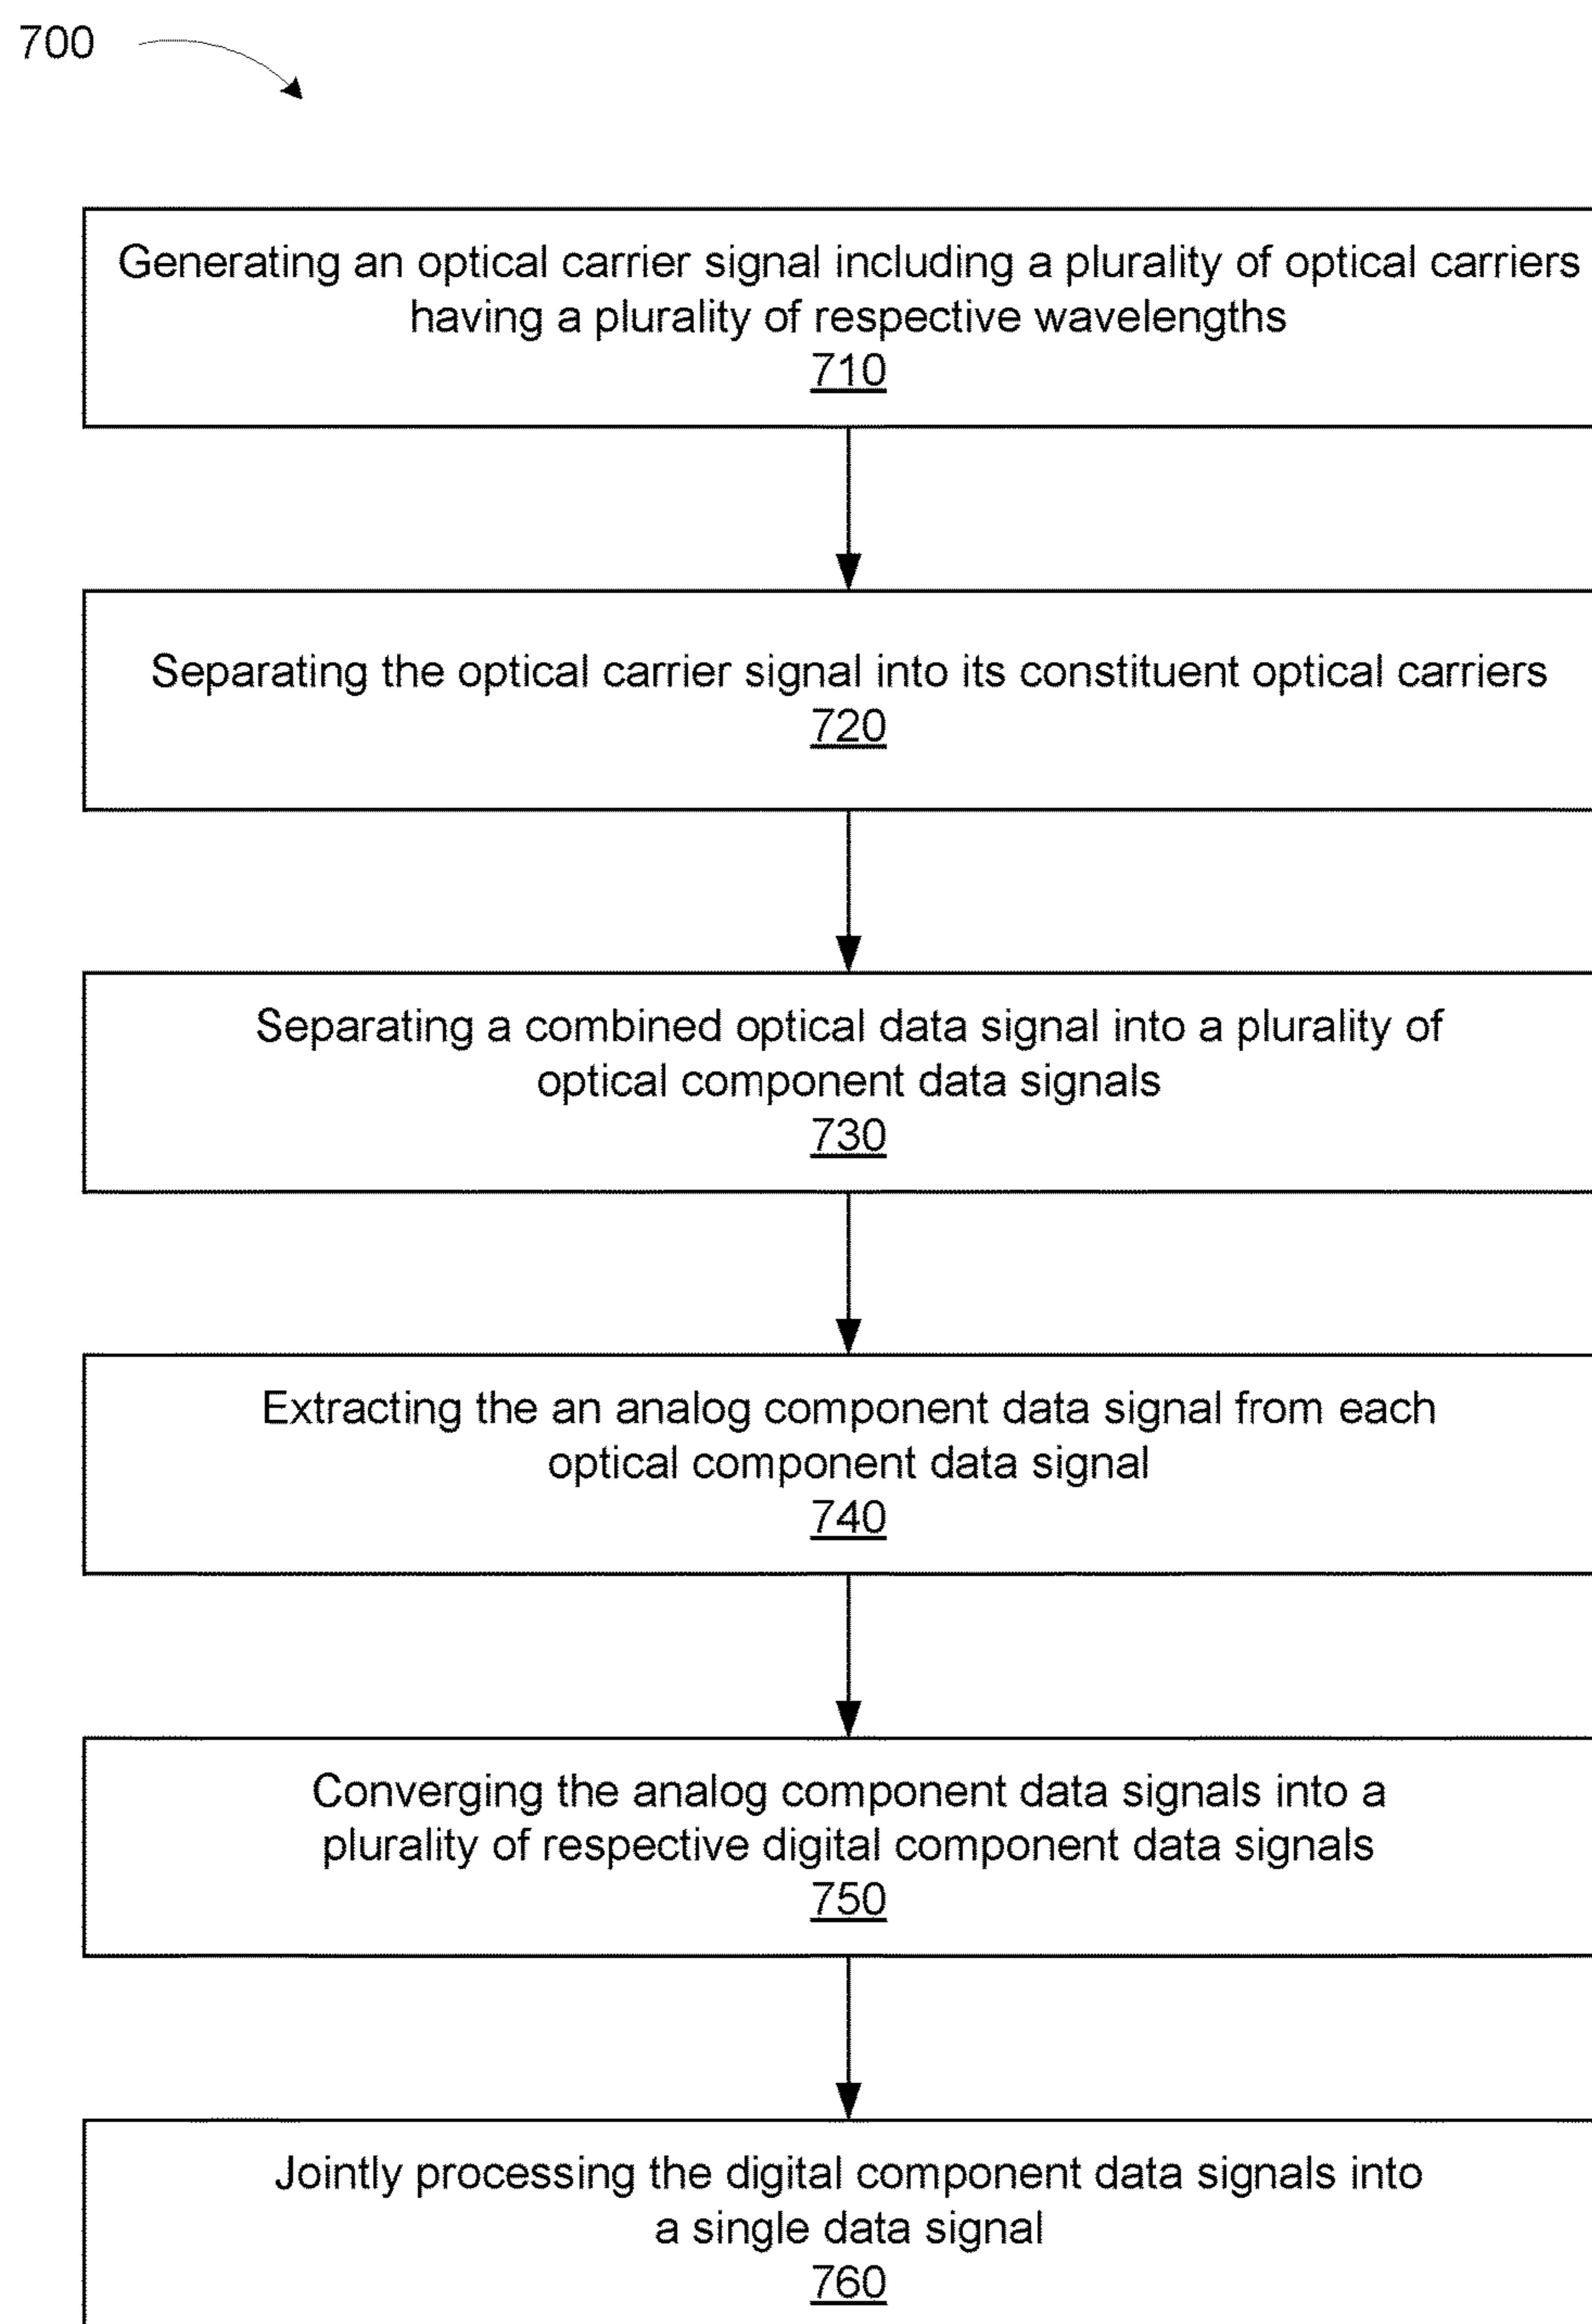 700
Generating an optical carrier signal including a plurality of optical carriers
having a plurality of respective wavelengths
710
Separating the optical carrier signal into its constituent optical carriers
720
Separating a combined optical data signal into a plurality of
optical component data signals
730
Extracting the an analog component data signal from each
optical component data signal
740
Converging the analog component data signals into a
plurality of respective digital component data signals
750
Jointly processing the digital component data signals into
a single data signal
760